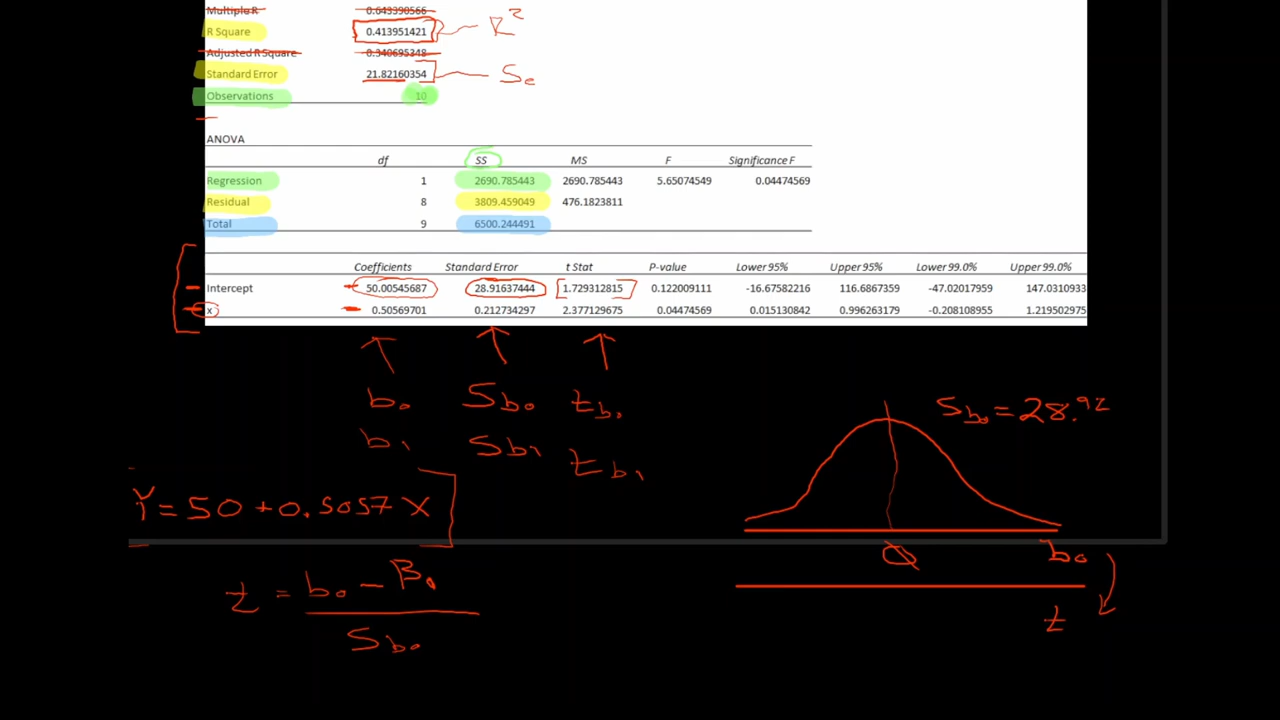 Multiple R 0.643390566
R Square 0.413951421 R²
Adjusted R Square 0.340695348
Standard Error 21.82160354 Se
Observations 10
ANOVA
df SS MS F Significance F
Regression 1 2690.785443 2690.785443 5.65074549 0.04474569
Residual 8 3809.459049 476.1823811
Total 9 6500.244491
Coefficients Standard Error t Stat P-value Lower 95% Upper 95% Lower 99.0% Upper 99.0%
Intercept 50.00545687 28.91637444 1.729312815 0.122009111 -16.67582216 116.6867359 -47.02017959 147.0310933
x 0.50569701 0.212734297 2.377129675 0.04474569 0.015130842 0.996263179 -0.208108955 1.219502975
b₀ Sb₀ tb₀ Sb₀=28.92
b₁ Sb₁ tb₁
Y=50+0.5057X
0 b₀
t = b₀ - β₀
Sb₀
t